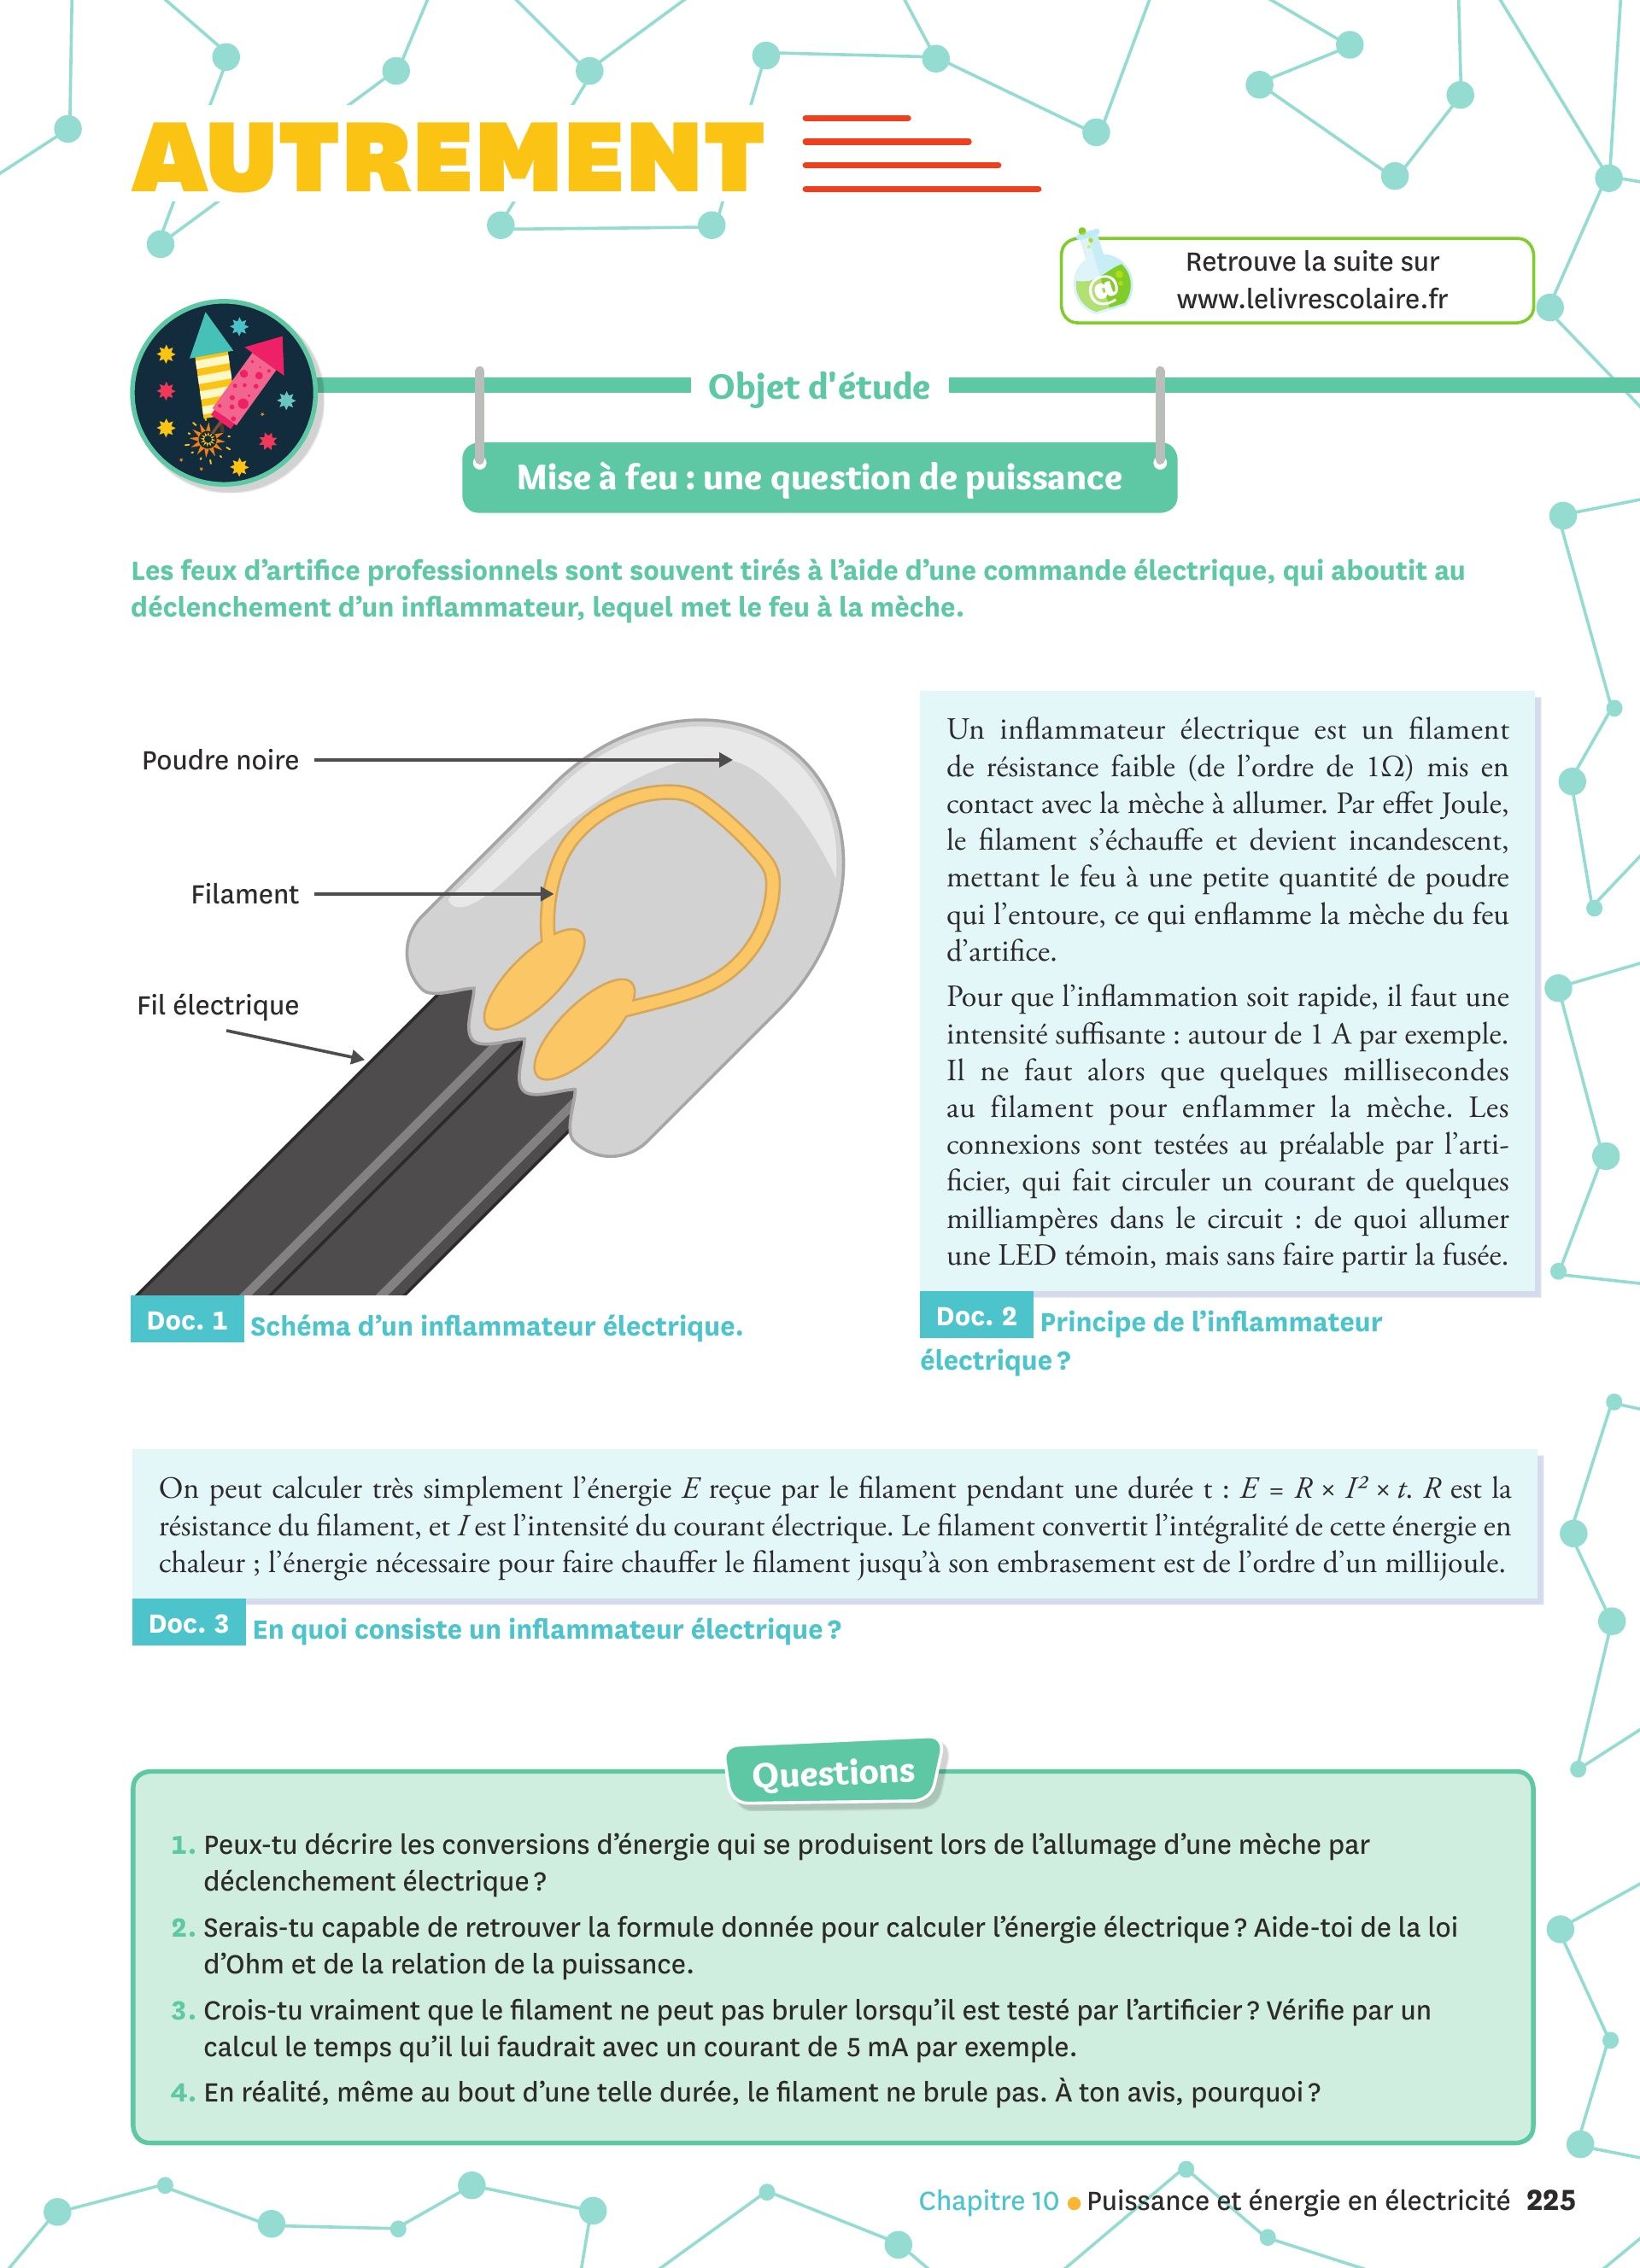 AUTREMENT
Retrouve la suite sur
www.lelivrescolaire.fr
Objet d'étude
Mise à feu : une question de puissance
Les feux d’artifice professionnels sont souvent tirés à l’aide d’une commande électrique, qui aboutit au
déclenchement d’un inflammateur, lequel met le feu à la mèche.
Poudre noire
Filament
Fil électrique
Doc. 1 Schéma d’un inflammateur électrique.
Un inflammateur électrique est un filament
de résistance faible (de l’ordre de 1Ω) mis en
contact avec la mèche à allumer. Par effet Joule,
le filament s’échauffe et devient incandescent,
mettant le feu à une petite quantité de poudre
qui l’entoure, ce qui enflamme la mèche du feu
d’artifice.
Pour que l’inflammation soit rapide, il faut une
intensité suffisante : autour de 1 A par exemple.
Il ne faut alors que quelques millisecondes
au filament pour enflammer la mèche. Les
connexions sont testées au préalable par l’arti-
ficier, qui fait circuler un courant de quelques
milliampères dans le circuit : de quoi allumer
une LED témoin, mais sans faire partir la fusée.
Doc. 2 Principe de l’inflammateur
électrique ?
On peut calculer très simplement l’énergie E reçue par le filament pendant une durée t : E = R × I² × t. R est la
résistance du filament, et I est l’intensité du courant électrique. Le filament convertit l’intégralité de cette énergie en
chaleur ; l’énergie nécessaire pour faire chauffer le filament jusqu’à son embrasement est de l’ordre d’un millijoule.
Doc. 3 En quoi consiste un inflammateur électrique ?
Questions
1. Peux-tu décrire les conversions d’énergie qui se produisent lors de l’allumage d’une mèche par
déclenchement électrique ?
2. Serais-tu capable de retrouver la formule donnée pour calculer l’énergie électrique ? Aide-toi de la loi
d’Ohm et de la relation de la puissance.
3. Crois-tu vraiment que le filament ne peut pas bruler lorsqu’il est testé par l’artificier ? Vérifie par un
calcul le temps qu’il lui faudrait avec un courant de 5 mA par exemple.
4. En réalité, même au bout d’une telle durée, le filament ne brule pas. À ton avis, pourquoi ?
Chapitre 10 • Puissance et énergie en électricité 225